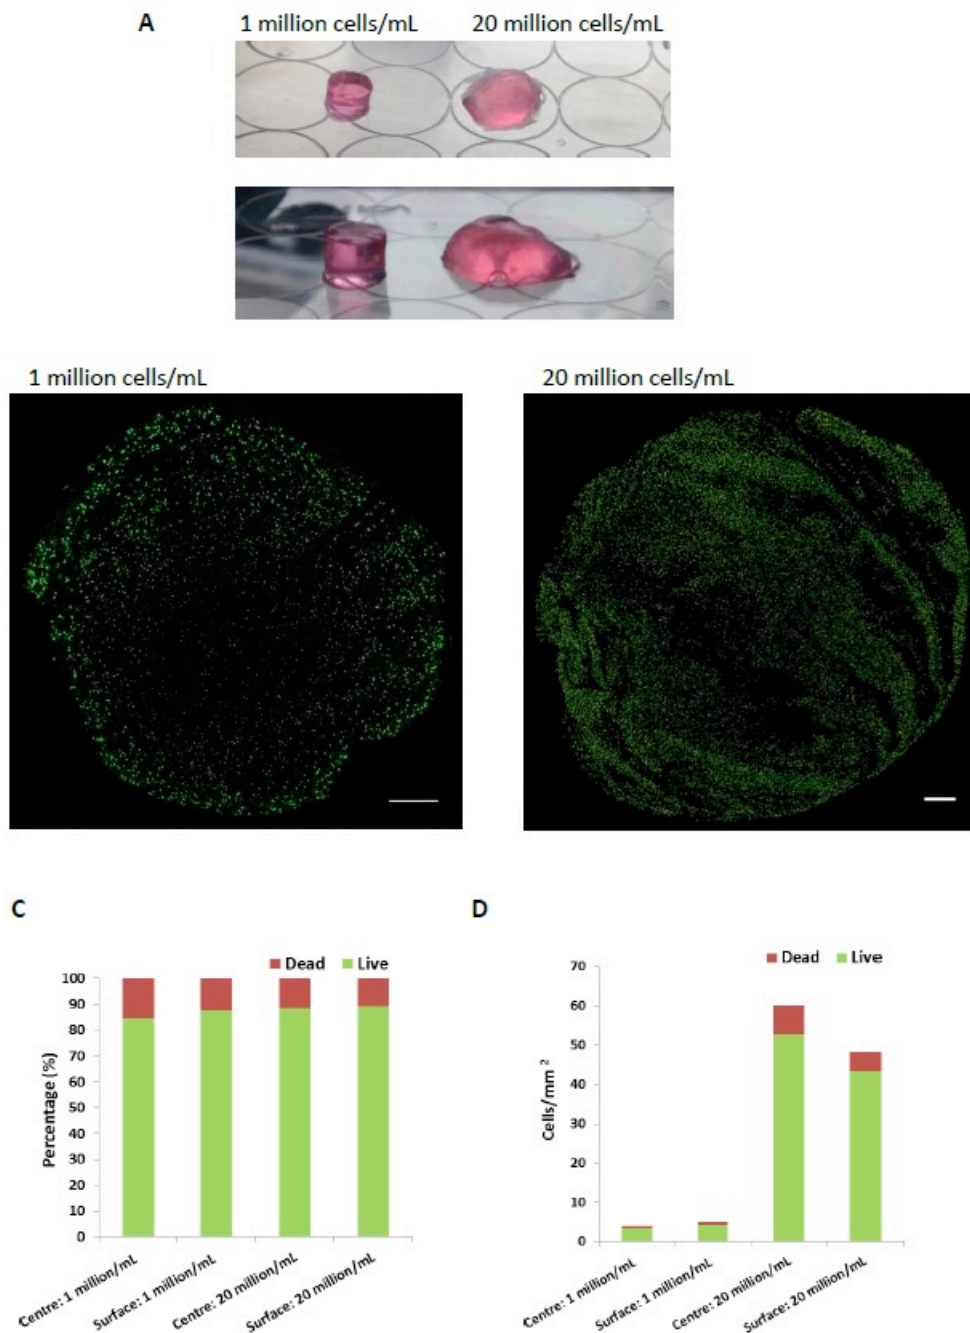 A
1 million cells/mL 20 million cells/mL
1 million cells/mL 20 million cells/mL
C
Dead Live
Percentage (%)
100
90
80
70
60
50
40
30
20
10
0
Centre: 1 million/mL
Surface: 1 million/mL
Centre: 20 million/mL
Surface: 20 million/mL
D
Dead Live
Cells/mm²
70
60
50
40
30
20
10
0
Centre: 1 million/mL
Surface: 1 million/mL
Centre: 20 million/mL
Surface: 20 million/mL